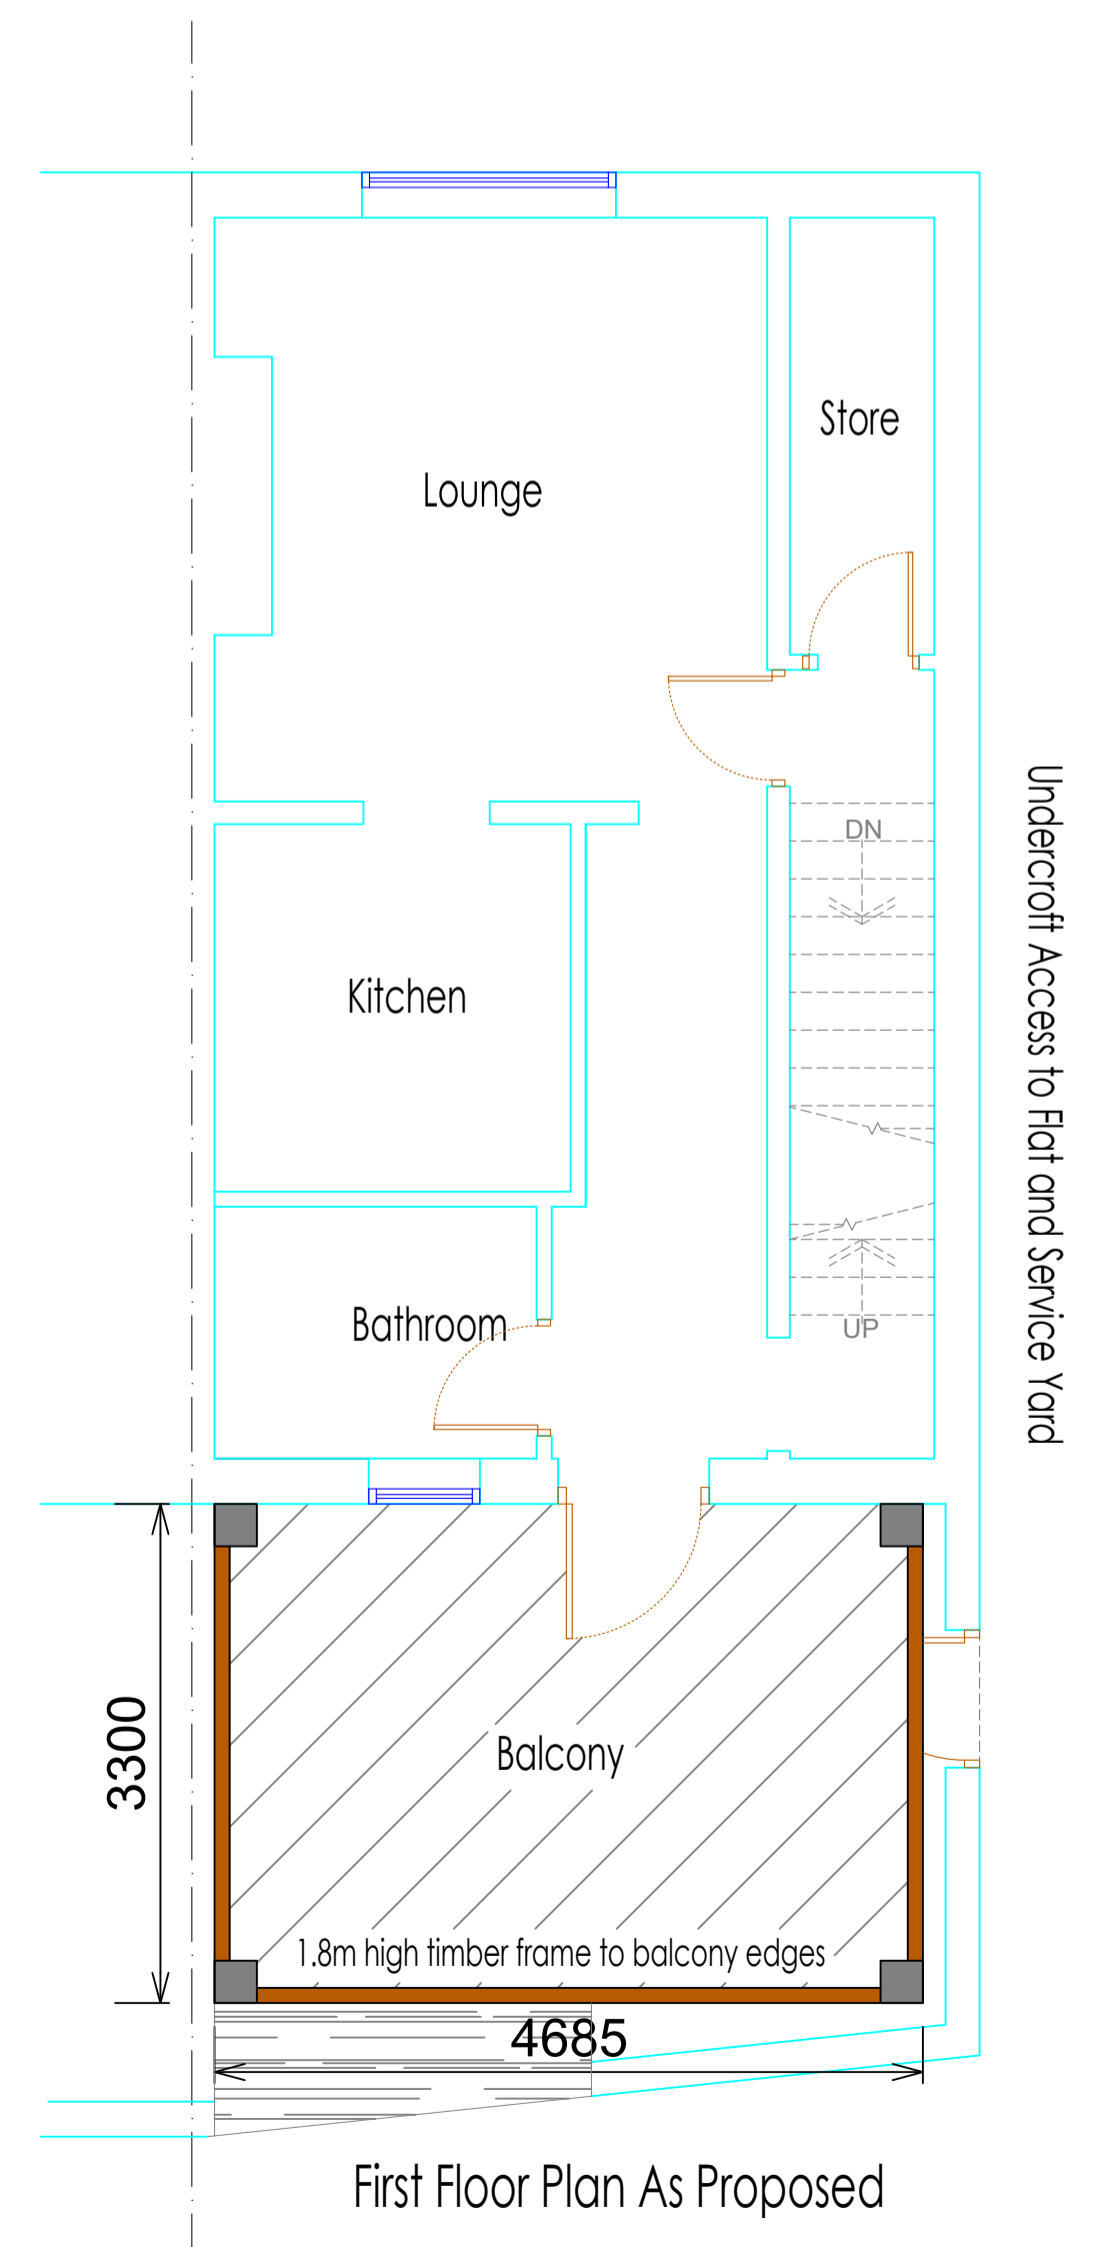 Store
Lounge
Undercroft Access to Flat and Service Yard
DN
Kitchen
Bathroom
UP
3300
Balcony
1.8m high timber frame to balcony edges
4685
First Floor Plan As Proposed